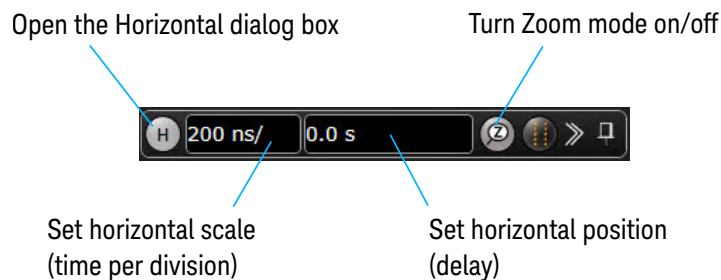 Open the Horizontal dialog box
Turn Zoom mode on/off
H 200 ns/ 0.0 s Z
Set horizontal scale
(time per division)
Set horizontal position
(delay)